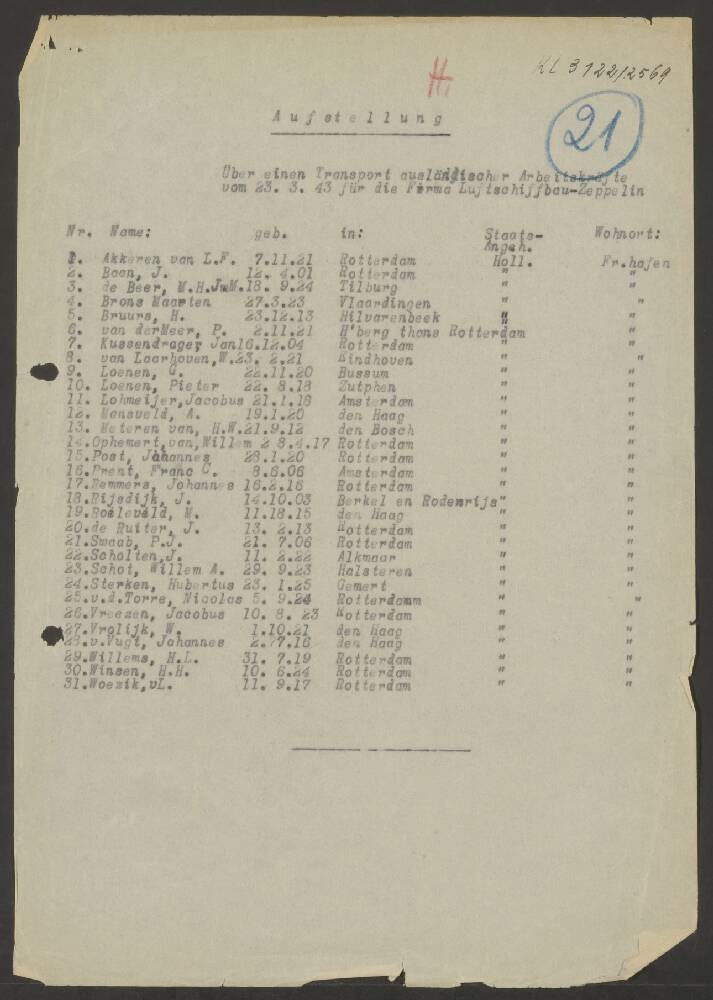 H.
KL 3122/2569
21
Aufstellung
Über einen Transport ausländischer Arbeitskräfte
vom 23. 3. 43 für die Firma Luftschiffbau-Zeppelin
Nr. Name: geb. in: Staats- Wohnort:
Angeh.
1. Akkeren van L.F. 7.11.21 Rotterdam Holl. Fr.hafen
2. Baan, J. 12. 4.01 Rotterdam " "
3. de Beer, M.H.J.M. 18. 9.24 Tilburg " "
4. Brons Maarten 27.3.23 Vlaardingen " "
5. Bruurs, H. 23.12.13 Hilvarenbeek " "
6. van derMeer, P. 2.11.21 H'berg thans Rotterdam "
7. Kussendrager Jan 16.12.04 Rotterdam " "
8. van Laarhoven,W. 23. 2.21 Eindhoven " "
9. Loenen, G. 22.11.20 Bussum " "
10. Loenen, Pieter 22. 8.18 Zutphen " "
11. Lohmeijer,Jacobus 21.1.18 Amsterdam " "
12. Mansveld, A. 19.1.20 den Haag " "
13. Meteren van, H.W. 21.9.12 den Bosch " "
14.Ophemert,van,Willem 2 8.4.17 Rotterdam " "
15.Post, Johannes 28.1.20 Rotterdam " "
16.Prent, Franc C. 8.6.06 Amsterdam " "
17.Remmers, Johannes 16.2.16 Rotterdam " "
18.Rijsdijk, J. 14.10.03 Berkel en Rodenrijs" "
19.Roeleveld, M. 11.18.15 den Haag " "
20.de Ruiter, J. 13. 2.13 Rotterdam " "
21.Swaab, P.J. 21. 7.06 Rotterdam " "
22.Scholten,J. 11. 2.22 Alkmaar " "
23.Schot, Willem A. 29. 9.23 Halsteren " "
24.Sterken, Hubertus 23. 1.25 Gemert " "
25.v.d.Torre, Nicolas 5. 9.24 Rotterdamm " "
26.Vreezen, Jacobus 10. 8. 23 Rotterdam " "
27.Vrolijk, W. 1.10.21 den Haag " "
28.v.Vugt, Johannes 2.77.16 den Haag " "
29.Willems, H.L. 31. 7.19 Rotterdam " "
30.Winsen, H.H. 10. 6.24 Rotterdam " "
31.Woezik,vL. 11. 9.17 Rotterdam " "